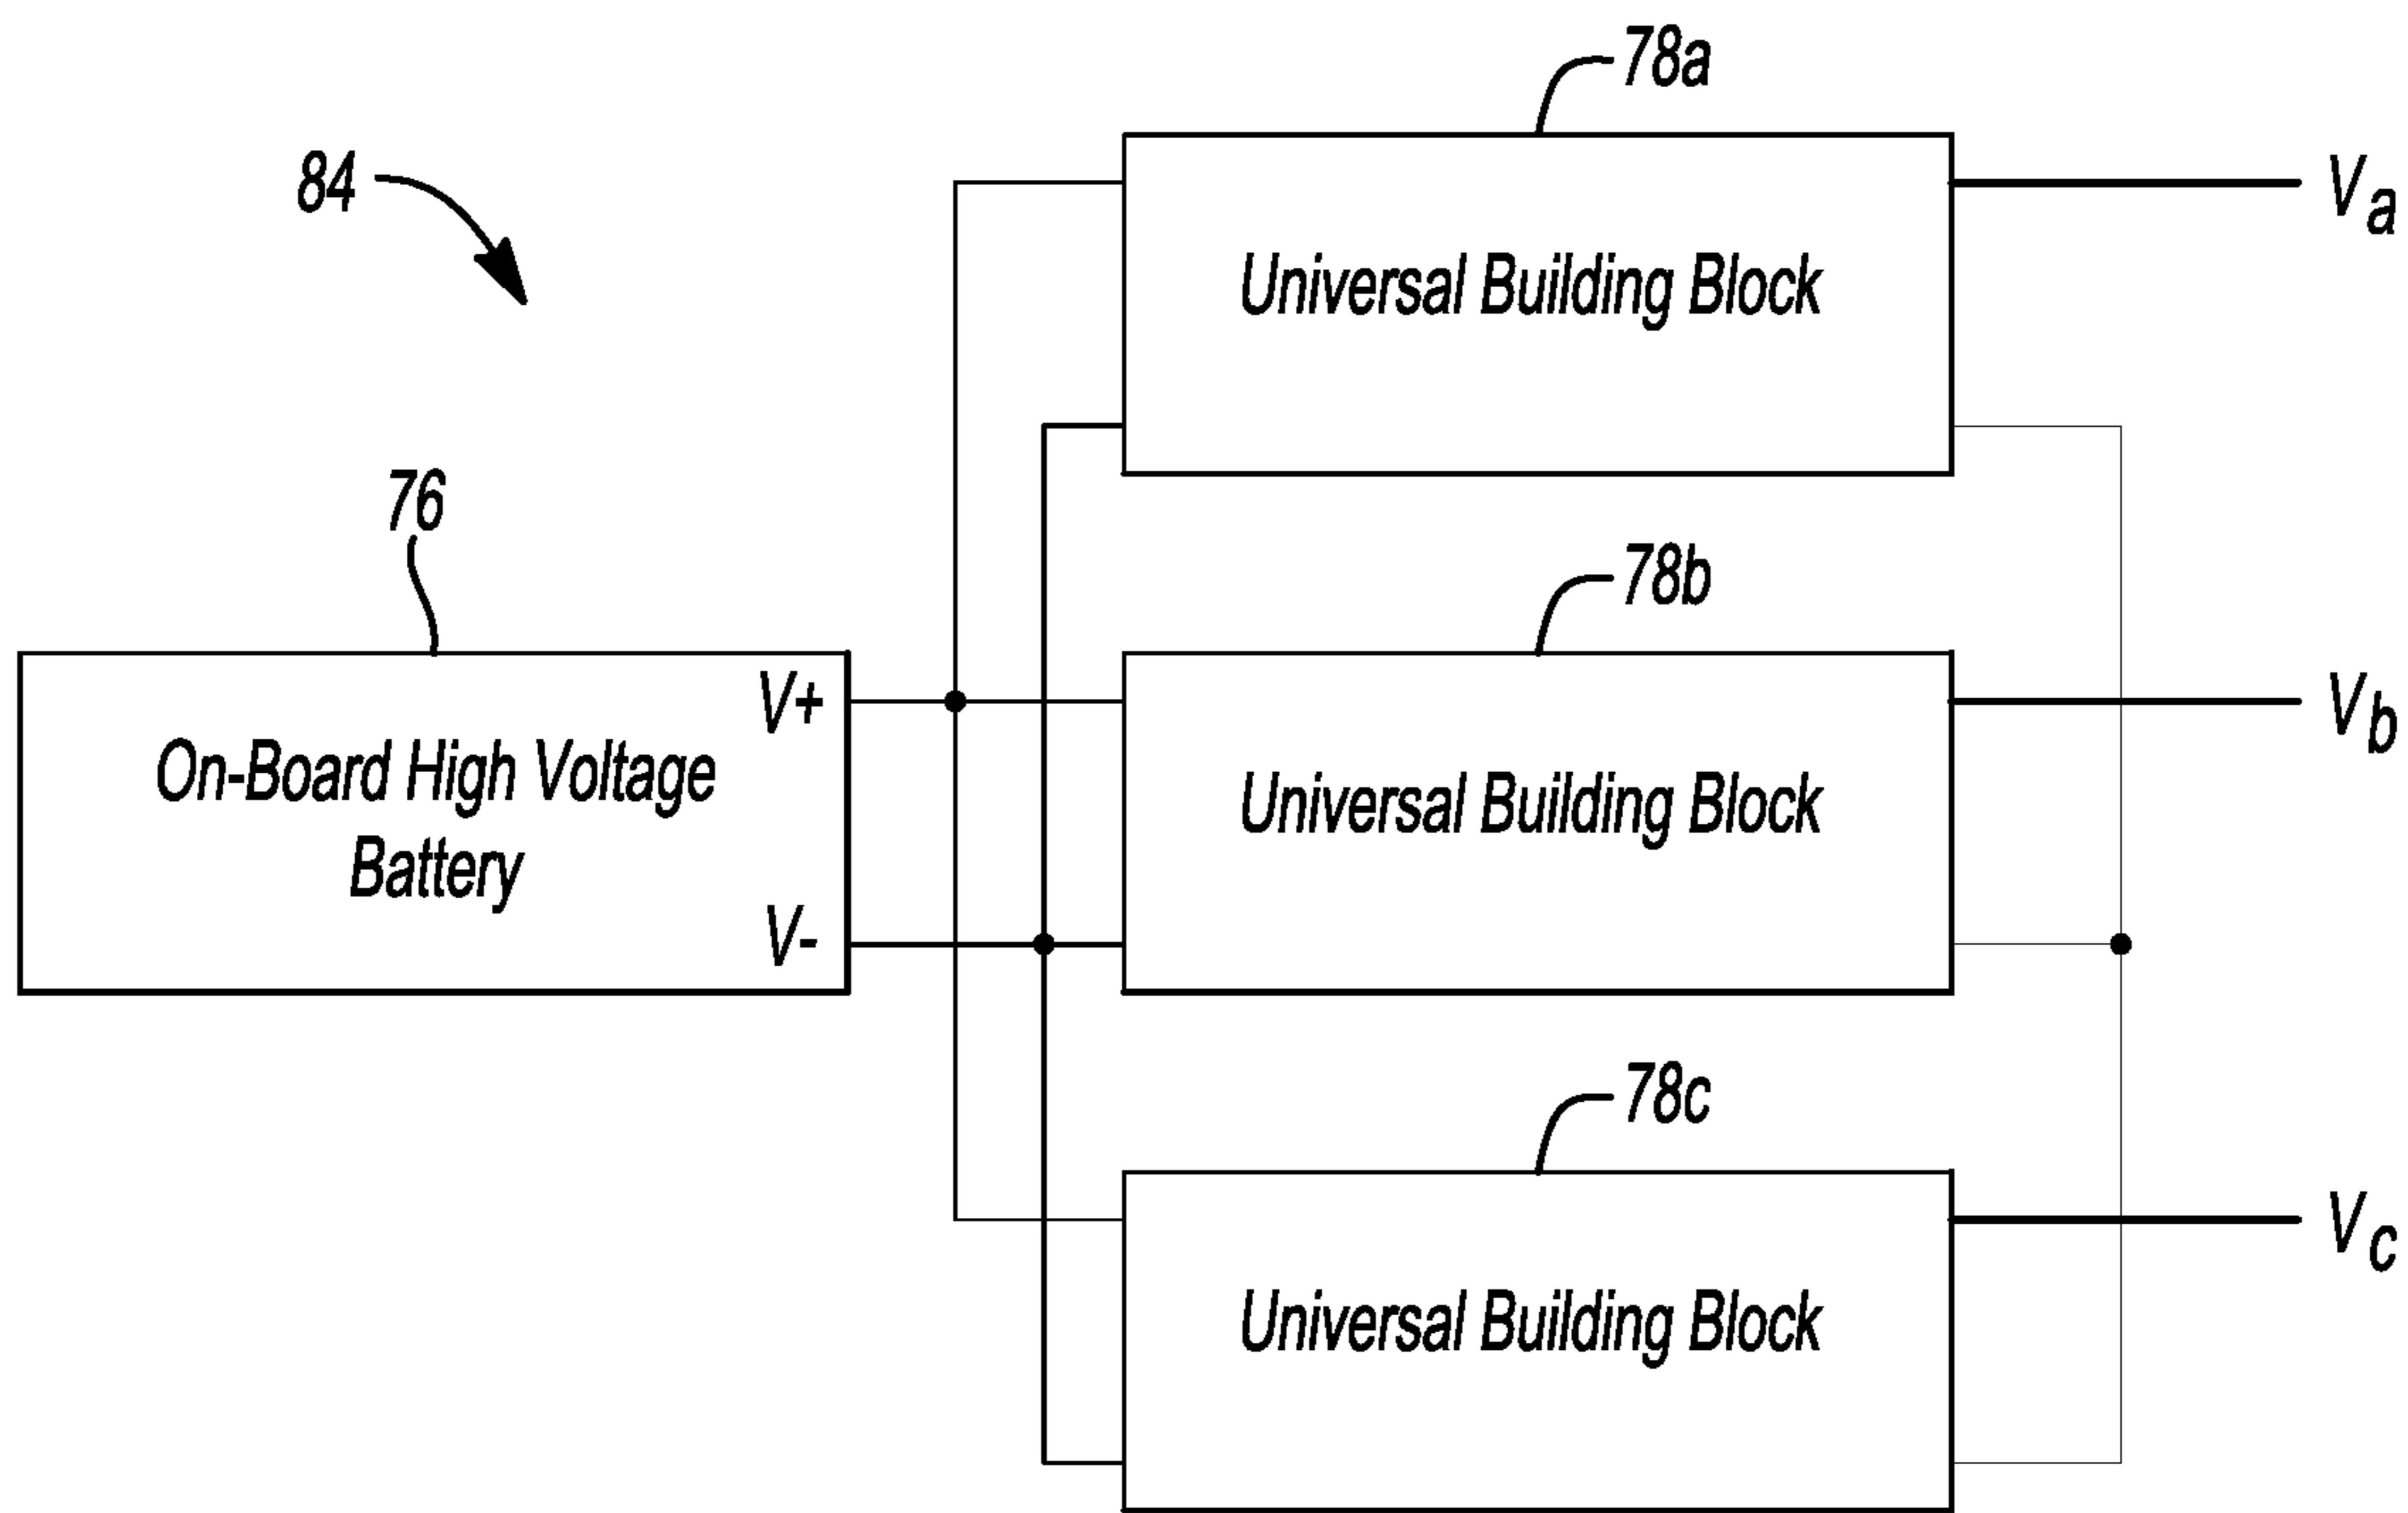 78a
84
Va
Universal Building Block
76
78b
V+
Vb
On-Board High Voltage
Battery
Universal Building Block
V-
78c
Vc
Universal Building Block